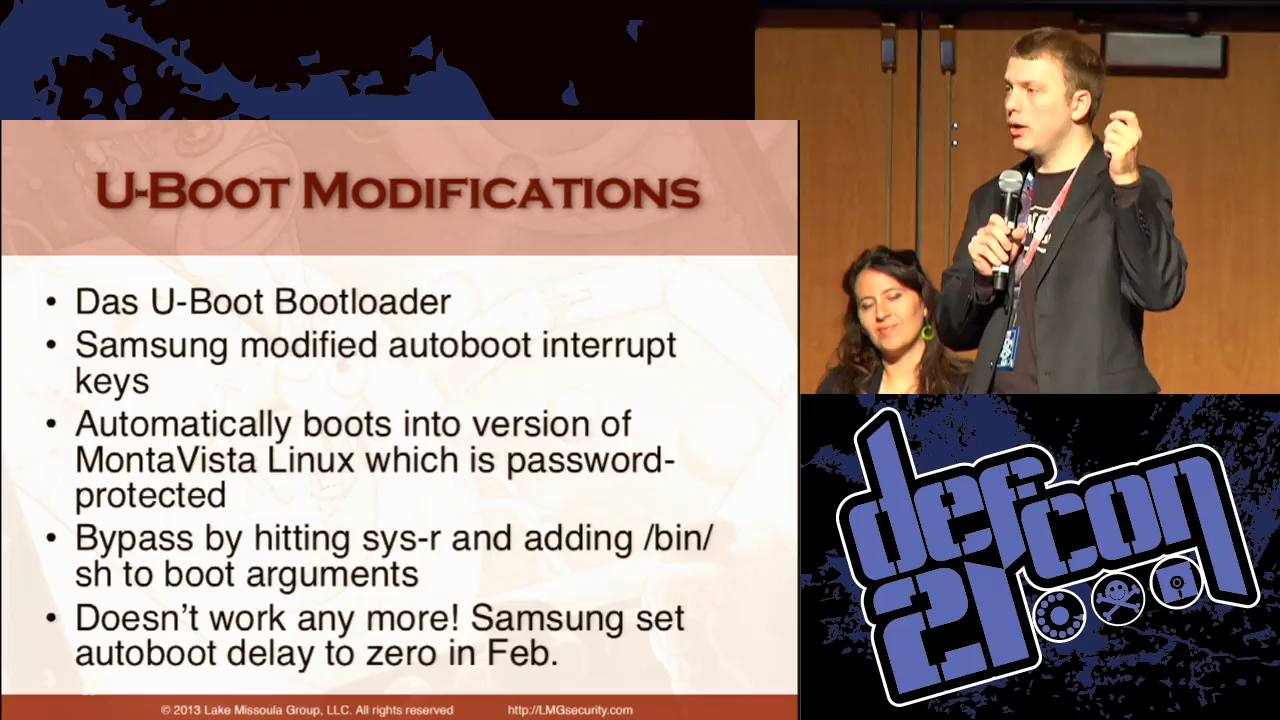 U-Boot Modifications
• Das U-Boot Bootloader
• Samsung modified autoboot interrupt
keys
• Automatically boots into version of
MontaVista Linux which is password-
protected
• Bypass by hitting sys-r and adding /bin/
sh to boot arguments
• Doesn’t work any more! Samsung set
autoboot delay to zero in Feb.
© 2013 Lake Missoula Group, LLC. All rights reserved
http://LMGsecurity.com
defcon
21